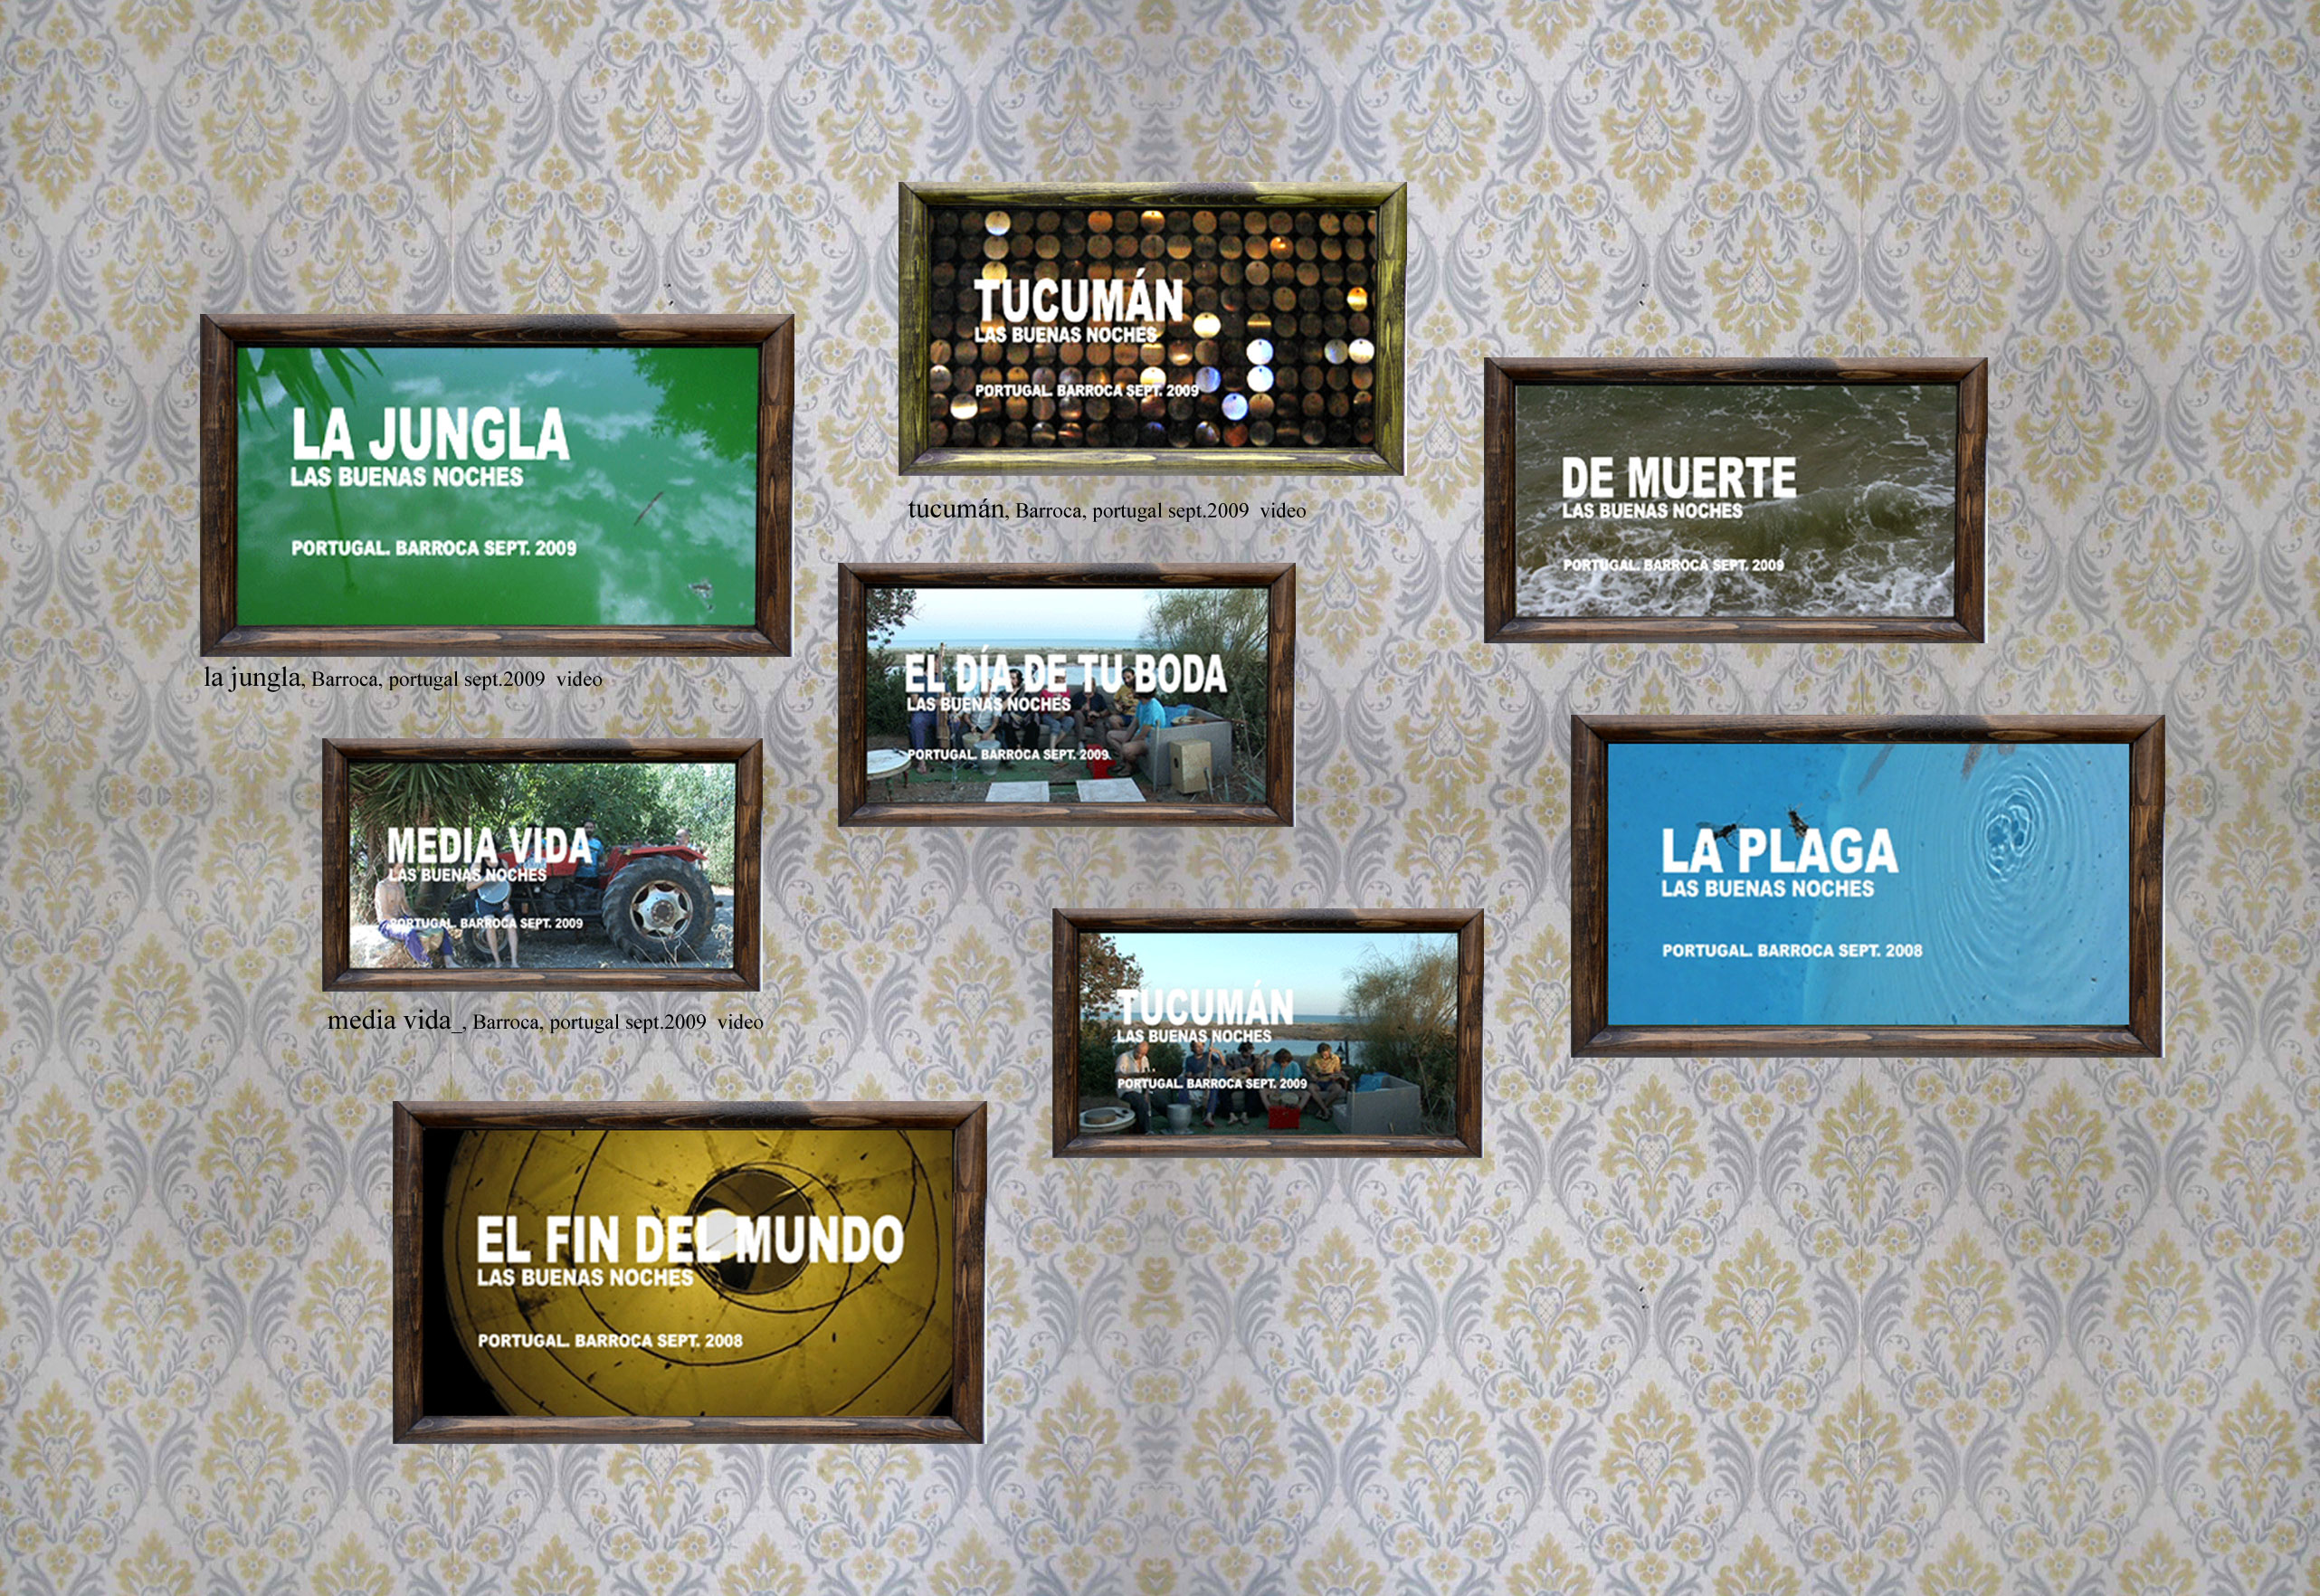 TUCUMÁN
LAS BUENAS NOCHES
PORTUGAL. BARROCA SEPT. 2009
tucumán, Barroca, portugal sept.2009 video
LA JUNGLA
LAS BUENAS NOCHES
PORTUGAL. BARROCA SEPT. 2009
la jungla, Barroca, portugal sept.2009 video
DE MUERTE
LAS BUENAS NOCHES
PORTUGAL. BARROCA SEPT. 2009
EL DÍA DE TU BODA
LAS BUENAS NOCHES
PORTUGAL. BARROCA SEPT. 2009
MEDIA VIDA
LAS BUENAS NOCHES
PORTUGAL. BARROCA SEPT. 2009
media vida_, Barroca, portugal sept.2009 video
LA PLAGA
LAS BUENAS NOCHES
PORTUGAL. BARROCA SEPT. 2008
TUCUMÁN
LAS BUENAS NOCHES
PORTUGAL. BARROCA SEPT. 2009
EL FIN DEL MUNDO
LAS BUENAS NOCHES
PORTUGAL. BARROCA SEPT. 2008